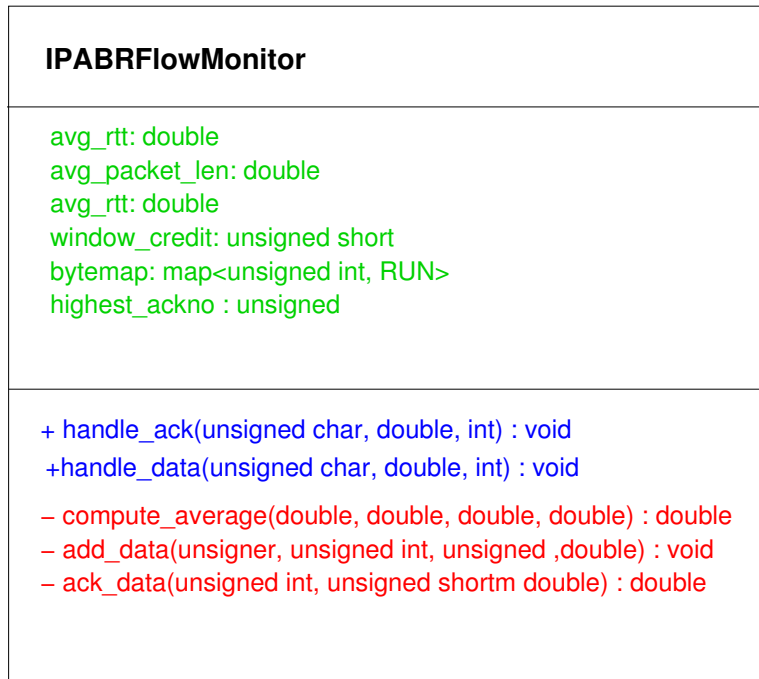 IPABRFlowMonitor
avg_rtt: double
avg_packet_len: double
avg_rtt: double
window_credit: unsigned short
bytemap: map<unsigned int, RUN>
highest_ackno : unsigned
+ handle_ack(unsigned char, double, int) : void
+handle_data(unsigned char, double, int) : void
− compute_average(double, double, double, double) : double
− add_data(unsigner, unsigned int, unsigned ,double) : void
− ack_data(unsigned int, unsigned shortm double) : double